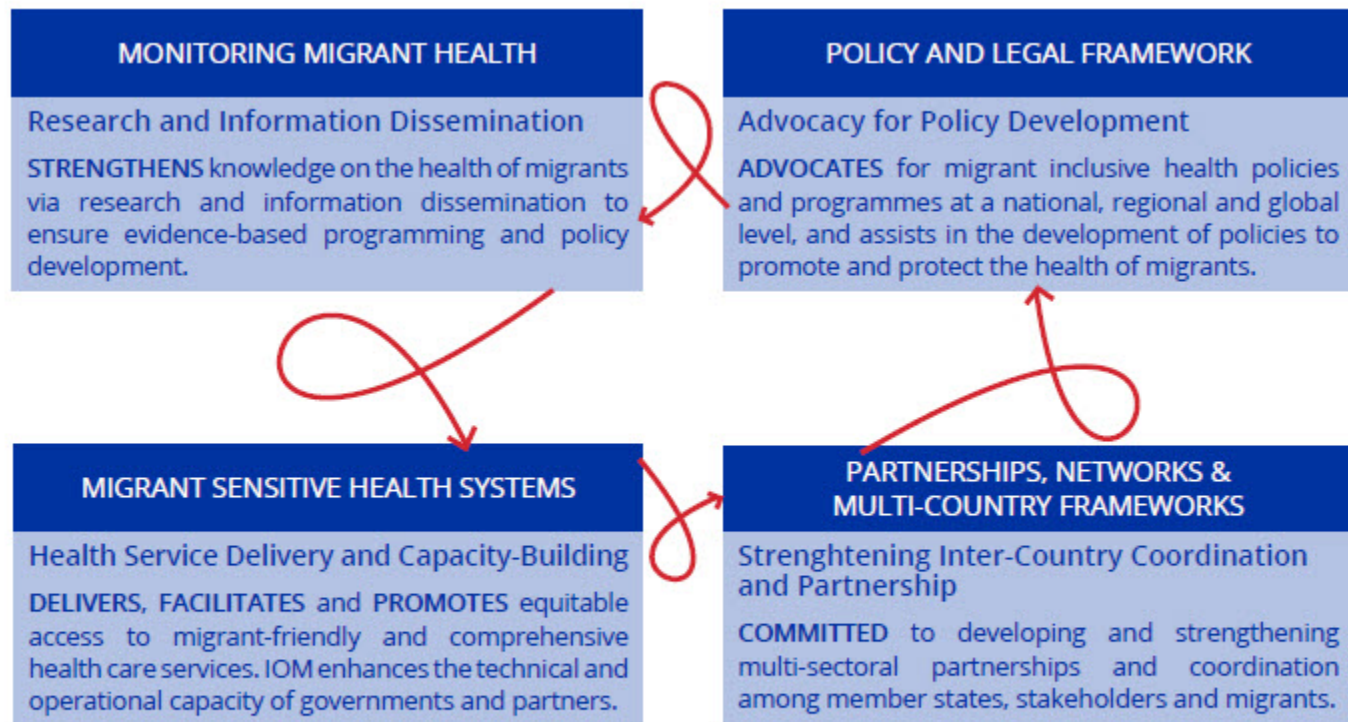 MONITORING MIGRANT HEALTH
Research and Information Dissemination
STRENGTHENS knowledge on the health of migrants
via research and information dissemination to
ensure evidence-based programming and policy
development.
POLICY AND LEGAL FRAMEWORK
Advocacy for Policy Development
ADVOCATES for migrant inclusive health policies
and programmes at a national, regional and global
level, and assists in the development of policies to
promote and protect the health of migrants.
MIGRANT SENSITIVE HEALTH SYSTEMS
Health Service Delivery and Capacity-Building
DELIVERS, FACILITATES and PROMOTES equitable
access to migrant-friendly and comprehensive
health care services. IOM enhances the technical and
operational capacity of governments and partners.
PARTNERSHIPS, NETWORKS &
MULTI-COUNTRY FRAMEWORKS
Strenghtening Inter-Country Coordination
and Partnership
COMMITTED to developing and strengthening
multi-sectoral partnerships and coordination
among member states, stakeholders and migrants.